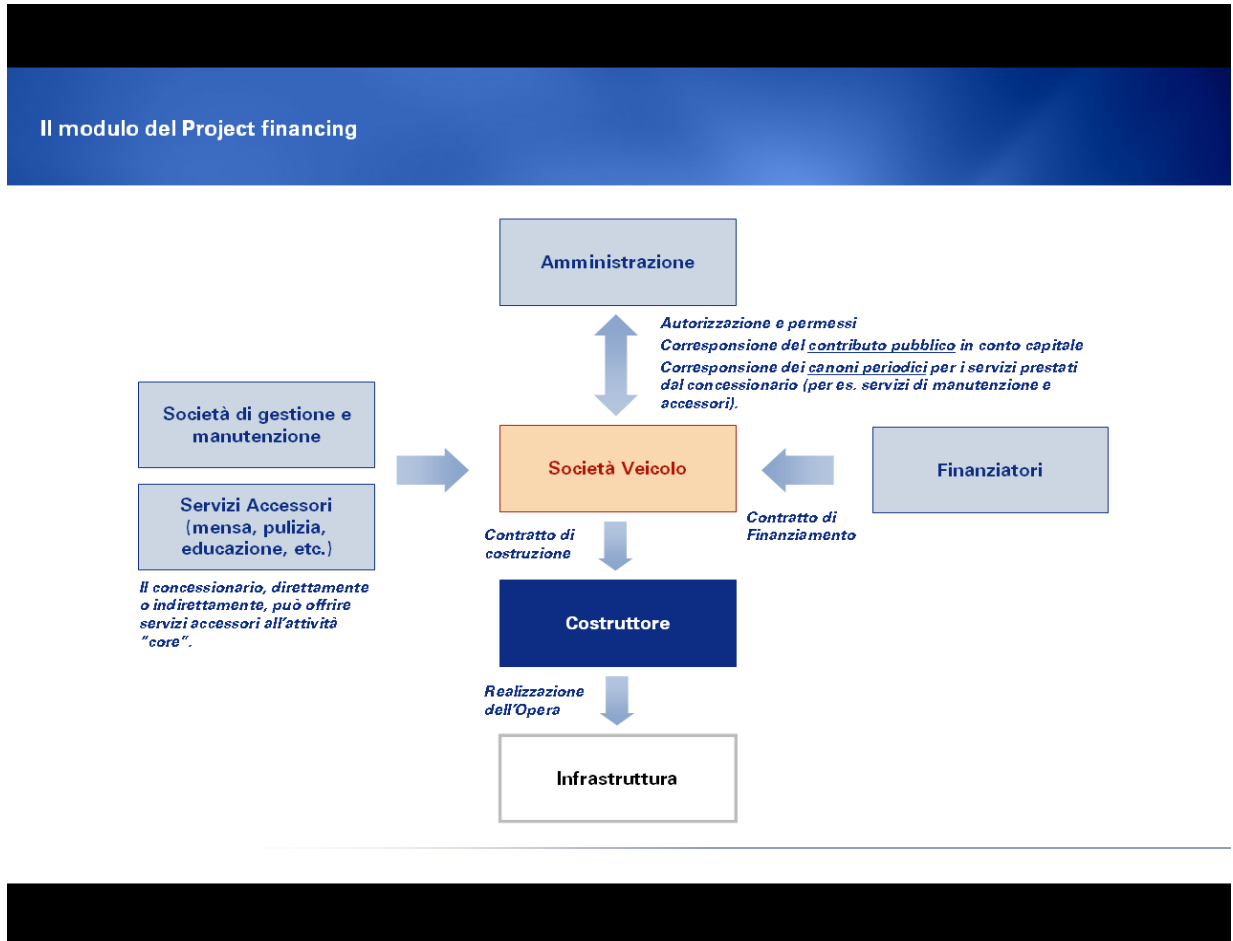 Il modulo del Project financing
Amministrazione
Autorizzazione e permessi
Corresponsione del contributo pubblico in conto capitale
Corresponsione dei canoni periodici per i servizi prestati
dal concessionario (per es. servizi di manutenzione e
accessori).
Società di gestione e
manutenzione
Servizi Accessori
(mensa, pulizia,
educazione, etc.)
Il concessionario, direttamente
o indirettamente, può offrire
servizi accessori all'attività
"core".
Società Veicolo
Finanziatori
Contratto di
Finanziamento
Contratto di
costruzione
Costruttore
Realizzazione
dell'Opera
Infrastruttura